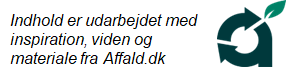 Indhold er udarbejdet med
inspiration, viden og
materiale fra Affald.dk